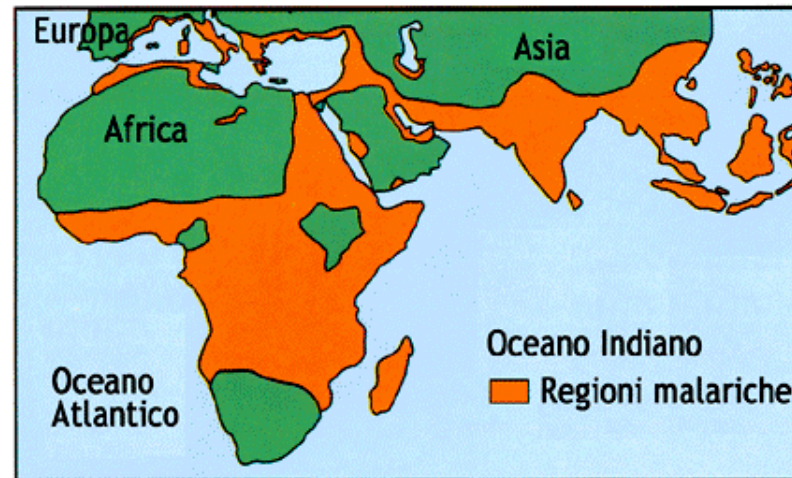 Europa
Asia
Africa
Oceano Indiano
Oceano
Atlantico
Regioni malariche